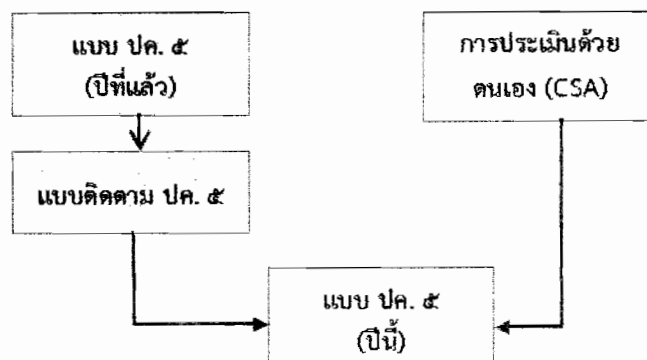 แบบ ปค. ๕
(ปีที่แล้ว)
การประเมินด้วย
ตนเอง (CSA)
แบบติดตาม ปค. ๕
แบบ ปค. ๕
(ปีนี้)